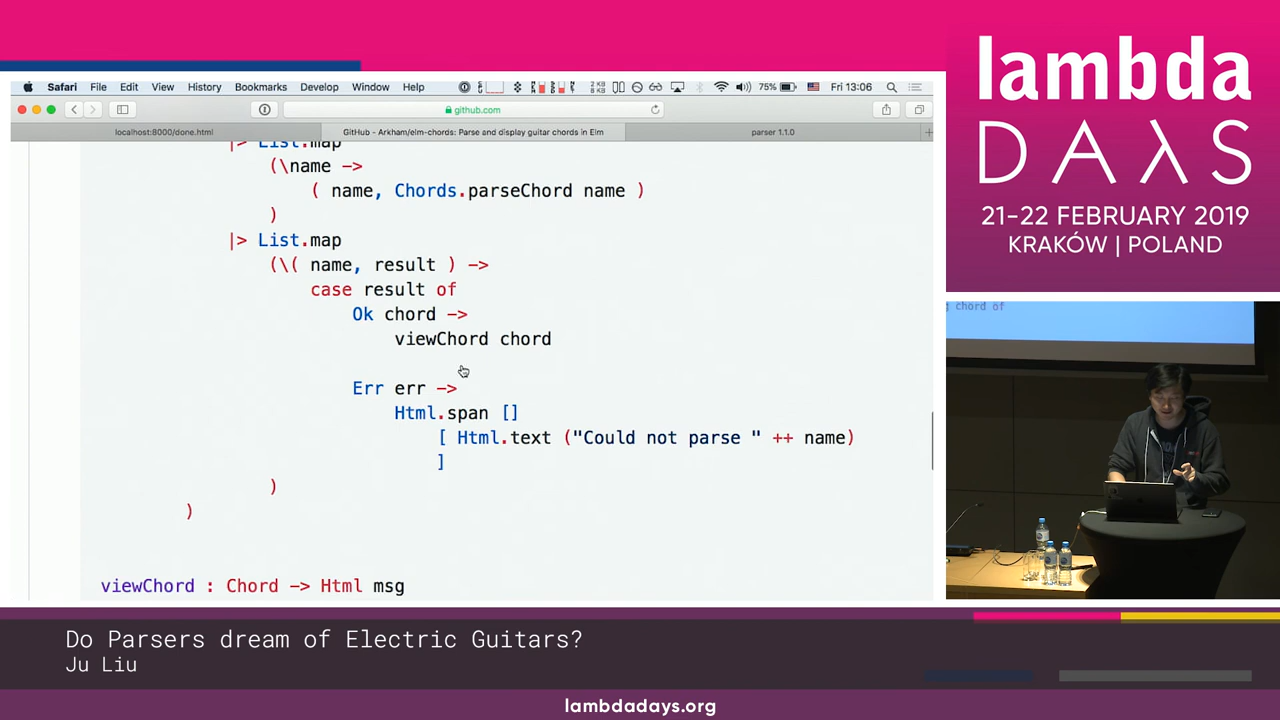 lambda
DAYS
21–22 FEBRUARY 2019
KRAKÓW | POLAND
Safari File Edit View History Bookmarks Develop Window Help 75% Fri 13:06
github.com
localhost:8000/done.html GitHub - Arkham/elm-chords: Parse and display guitar chords in Elm parser 1.1.0
|> List.map
(\name ->
( name, Chords.parseChord name )
)
|> List.map
(\( name, result ) ->
case result of
Ok chord ->
viewChord chord
Err err ->
Html.span []
[ Html.text ("Could not parse " ++ name)
]
)
)
viewChord : Chord -> Html msg
chord of
Do Parsers dream of Electric Guitars?
Ju Liu
lambdadays.org